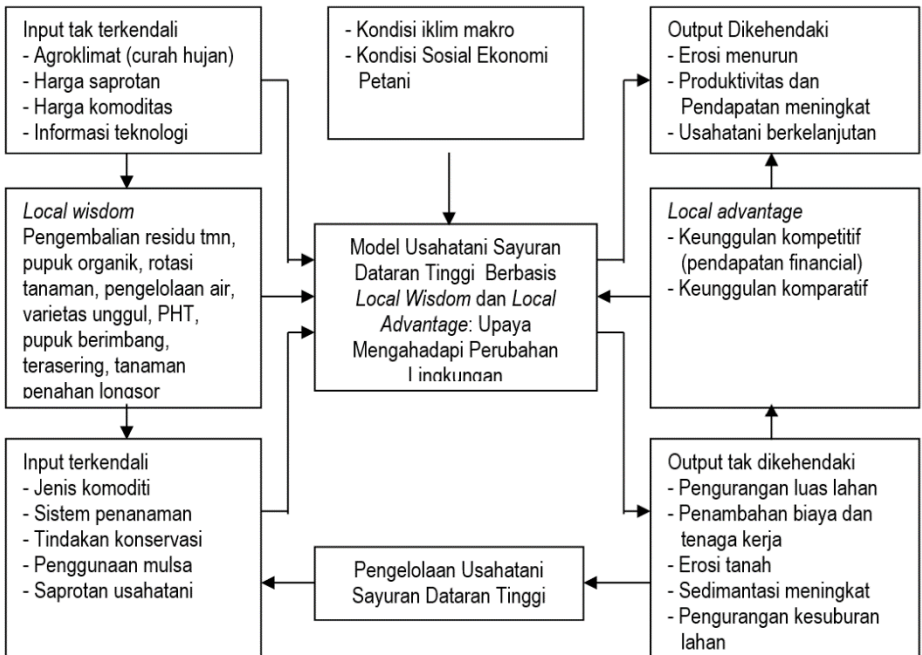 Input tak terkendali
- Agroklimat (curah hujan)
- Harga saprotan
- Harga komoditas
- Informasi teknologi
- Kondisi iklim makro
- Kondisi Sosial Ekonomi
Petani
Output Dikehendaki
- Erosi menurun
- Produktivitas dan
Pendapatan meningkat
- Usahatani berkelanjutan
Local wisdom
Pengembalian residu tmn,
pupuk organik, rotasi
tanaman, pengelolaan air,
varietas unggul, PHT,
pupuk berimbang,
terasering, tanaman
penahan longsor
Model Usahatani Sayuran
Dataran Tinggi Berbasis
Local Wisdom dan Local
Advantage: Upaya
Mengahadapi Perubahan
Lingkungan
Local advantage
- Keunggulan kompetitif
(pendapatan financial)
- Keunggulan komparatif
Input terkendali
- Jenis komoditi
- Sistem penanaman
- Tindakan konservasi
- Penggunaan mulsa
- Saprotan usahatani
Pengelolaan Usahatani
Sayuran Dataran Tinggi
Output tak dikehendaki
- Pengurangan luas lahan
- Penambahan biaya dan
tenaga kerja
- Erosi tanah
- Sedimantasi meningkat
- Pengurangan kesuburan
lahan